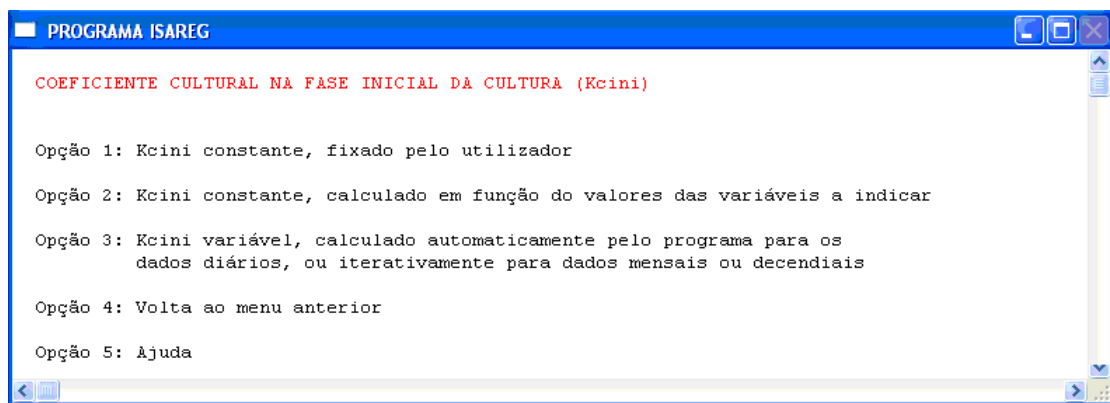 PROGRAMA ISAREG
COEFICIENTE CULTURAL NA FASE INICIAL DA CULTURA (Kcini)
Opção 1: Kcini constante, fixado pelo utilizador
Opção 2: Kcini constante, calculado em função do valores das variáveis a indicar
Opção 3: Kcini variável, calculado automaticamente pelo programa para os
dados diários, ou iterativamente para dados mensais ou decendiais
Opção 4: Volta ao menu anterior
Opção 5: Ajuda